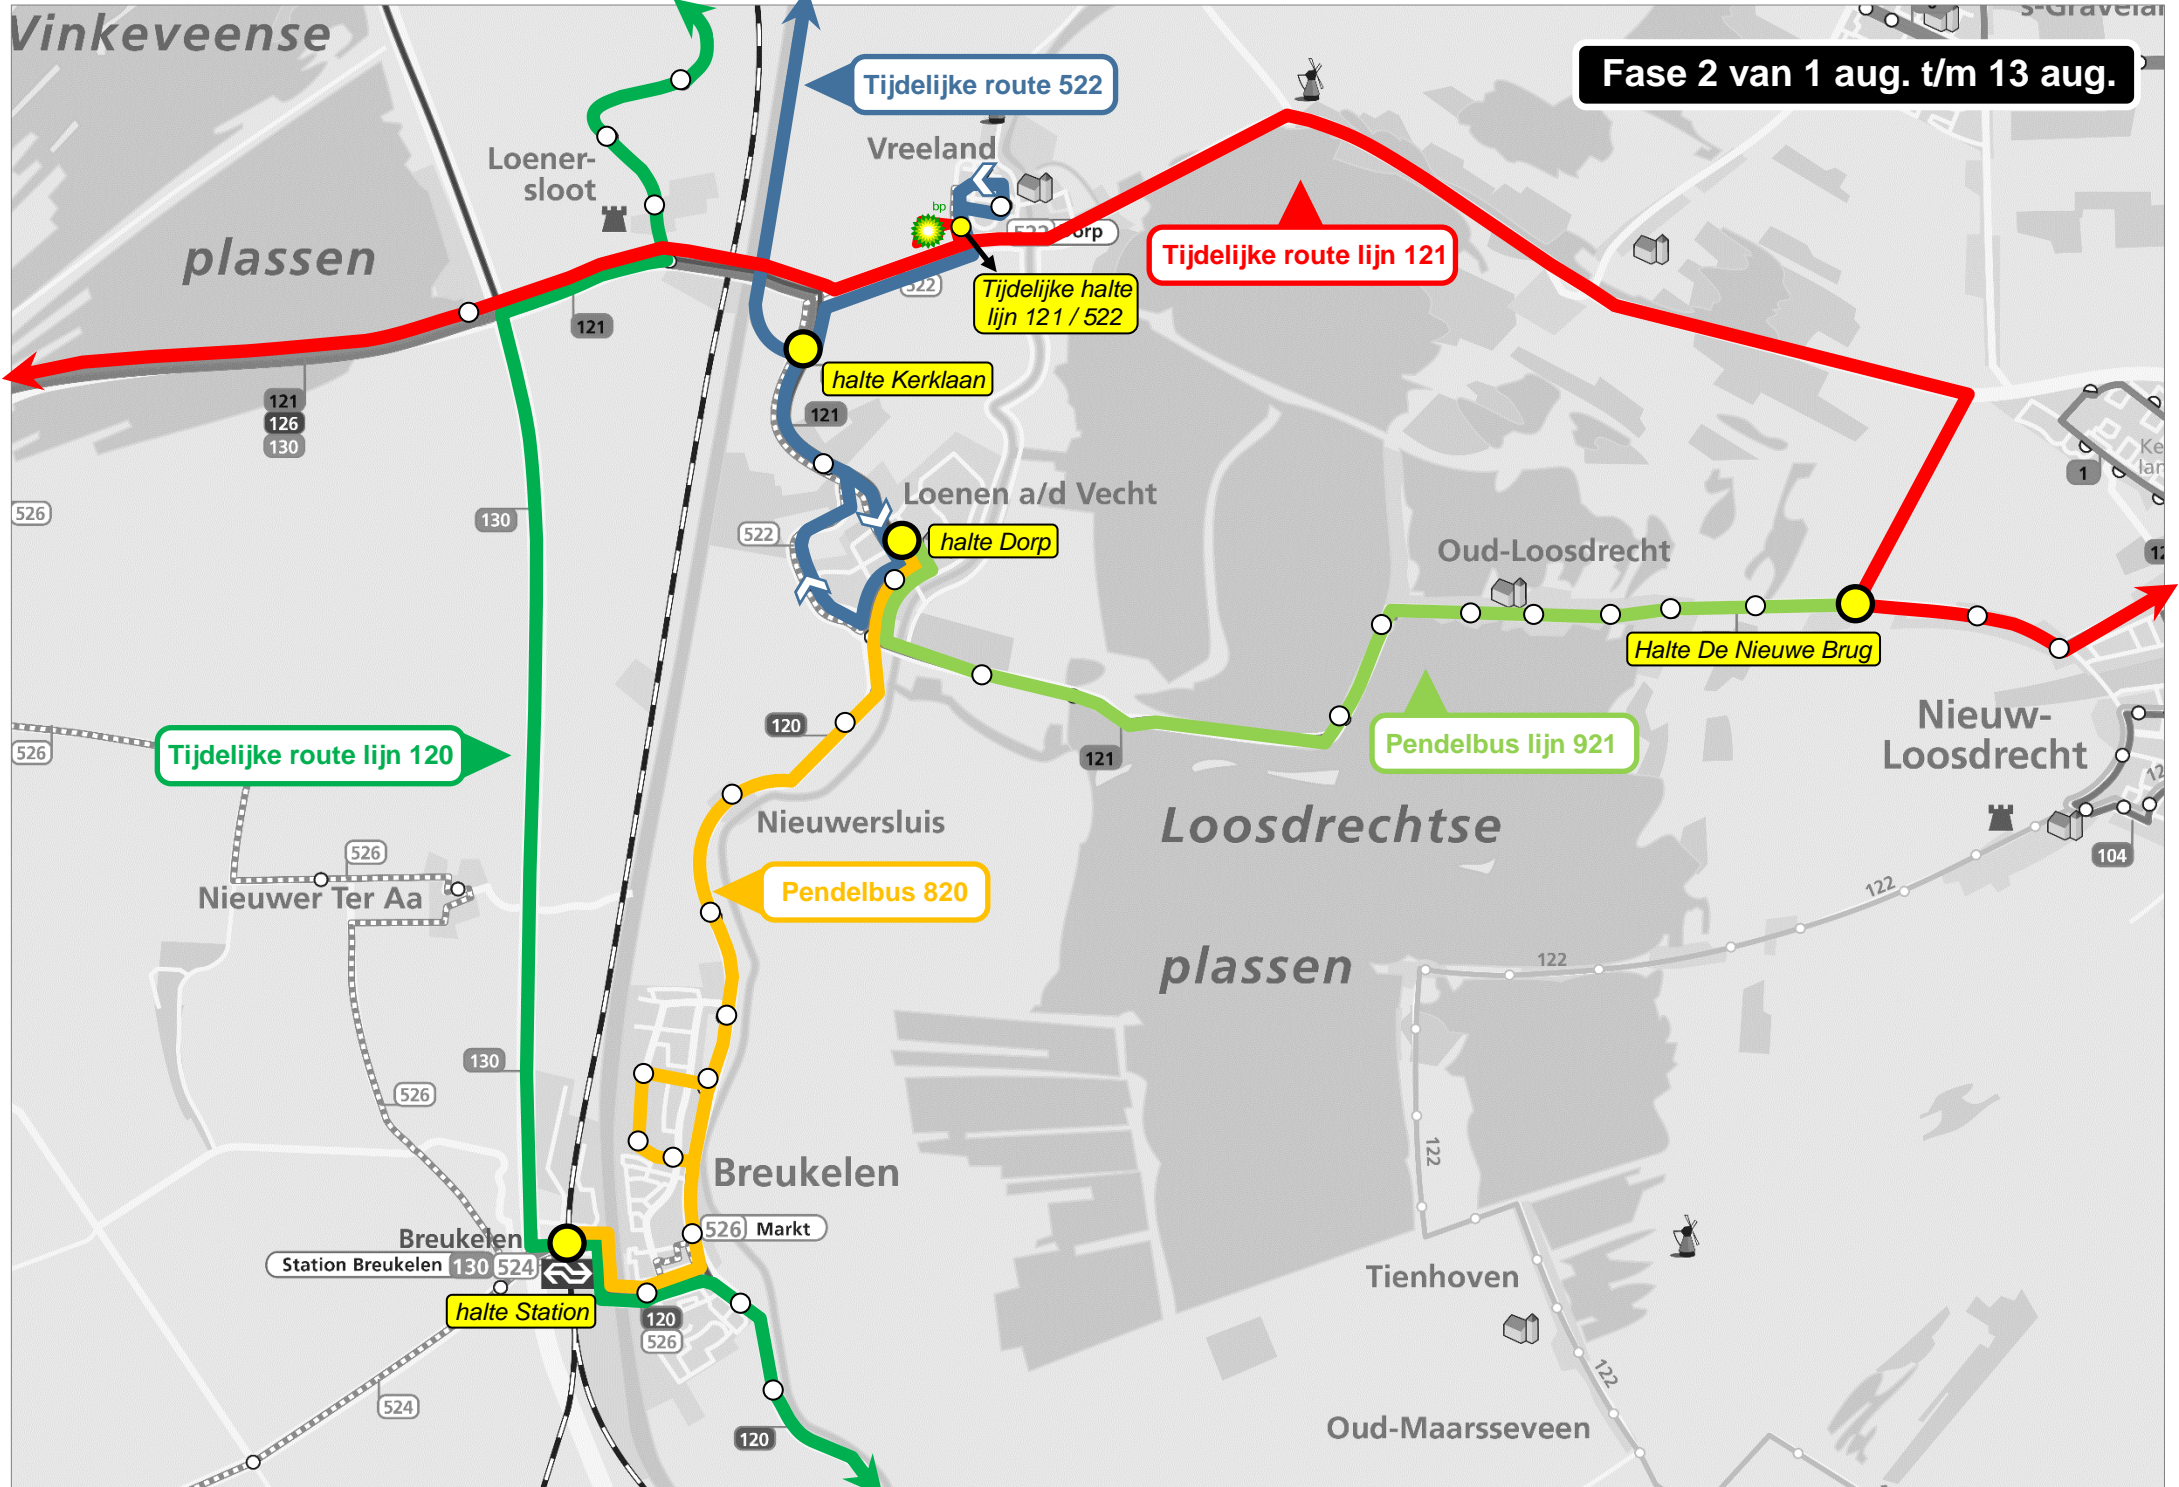 Vinkeveense
plassen
Fase 2 van 1 aug. t/m 13 aug.
Tijdelijke route 522
Vreeland
Loener-
sloot
bp
522
Tijdelijke halte
lijn 121 / 522
Tijdelijke route lijn 121
121
halte Kerklaan
121
121
126
130
1
526
130
Loenen a/d Vecht
522
halte Dorp
Oud-Loosdrecht
Halte De Nieuwe Brug
526
Tijdelijke route lijn 120
120
121
Pendelbus lijn 921
Nieuw-
Loosdrecht
Nieuwersluis
Loosdrechtse
plassen
104
526
Nieuwer Ter Aa
Pendelbus 820
122
122
130
526
122
Breukelen
526 Markt
Breukelen
Station Breukelen 130 524
halte Station
120
526
Tienhoven
122
524
120
Oud-Maarsseveen